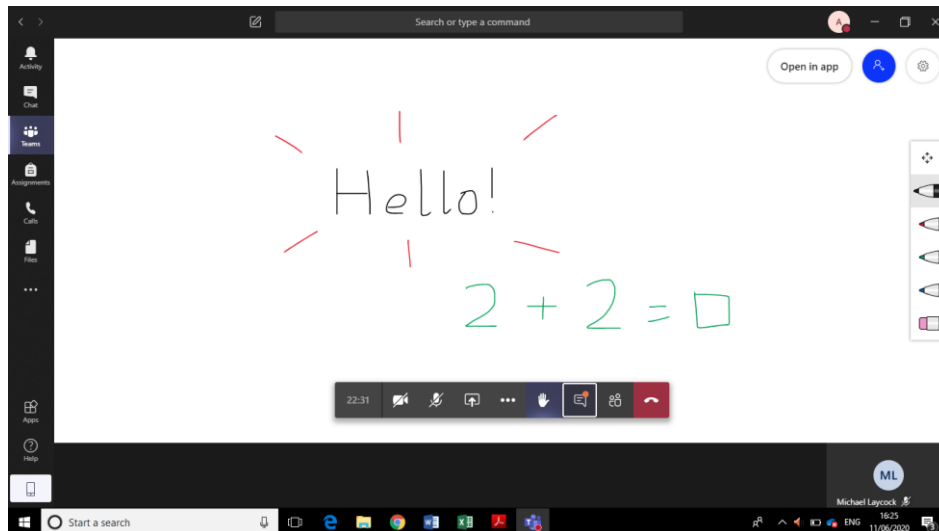 Search or type a command
A
Activity
Open in app
Chat
Teams
Assignments
Hello!
Calls
Files
2 + 2 = □
22:31
Apps
Help
ML
Michael Laycock
Start a search
ENG
16:25
11/06/2020
3